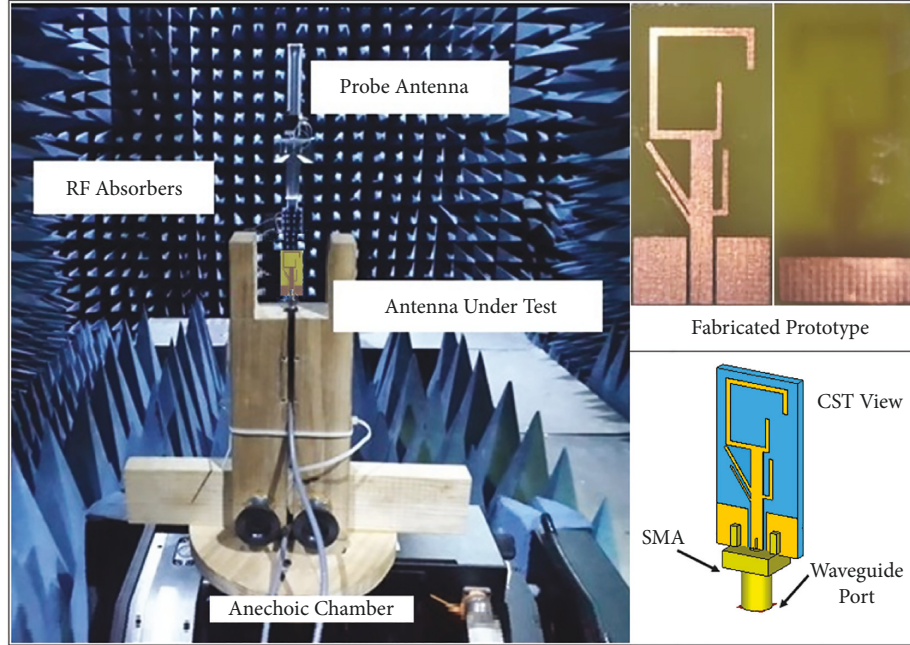 Probe Antenna
RF Absorbers
Antenna Under Test
Anechoic Chamber
Fabricated Prototype
CST View
SMA
Waveguide
Port